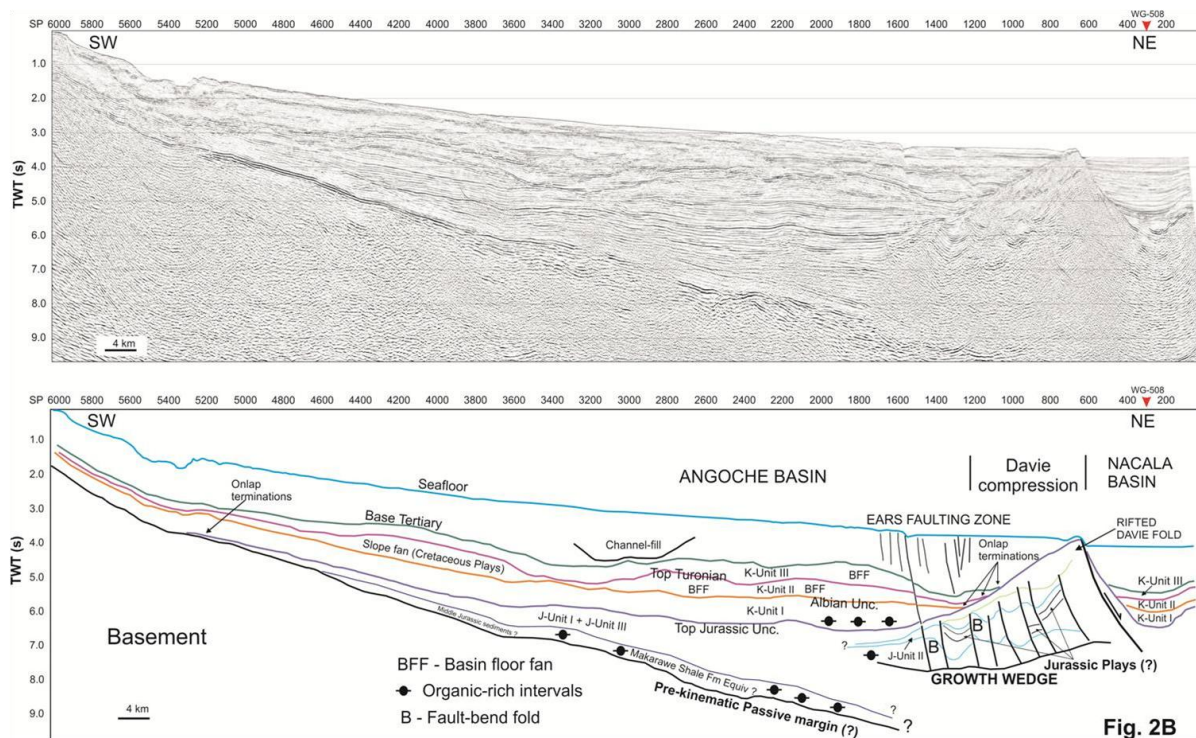 WG-508
SP 6000 5800 5600 5400 5200 5000 4800 4600 4400 4200 4000 3800 3600 3400 3200 3000 2800 2600 2400 2200 2000 1800 1600 1400 1200 1000 800 600 400 200
SW NE
TWT (s)
1.0
2.0
3.0
4.0
5.0
6.0
7.0
8.0
9.0
4 km
WG-508
SP 6000 5800 5600 5400 5200 5000 4800 4600 4400 4200 4000 3800 3600 3400 3200 3000 2800 2600 2400 2200 2000 1800 1600 1400 1200 1000 800 600 400 200
SW NE
TWT (s)
1.0
2.0
3.0
4.0
5.0
6.0
7.0
8.0
9.0
ANGOCHE BASIN
Davie
compression
NACALA
BASIN
Onlap
terminations
Seafloor
EARS FAULTING ZONE
RIFTED
DAVIE FOLD
Base Tertiary
Channel-fill
Onlap
terminations
Slope fan (Cretaceous Plays)
Top Turonian
K-Unit III
BFF
BFF
K-Unit II
BFF
Albian Unc.
K-Unit III
K-Unit II
K-Unit I
K-Unit I
J-Unit I + J-Unit III
Top Jurassic Unc.
Middle Jurassic sediments ?
Basement
?
J-Unit II
B
B
Makarawe Shale Fm Equiv ?
Jurassic Plays (?)
GROWTH WEDGE
BFF - Basin floor fan
Organic-rich intervals
B - Fault-bend fold
Pre-kinematic Passive margin (?)
?
?
4 km
Fig. 2B